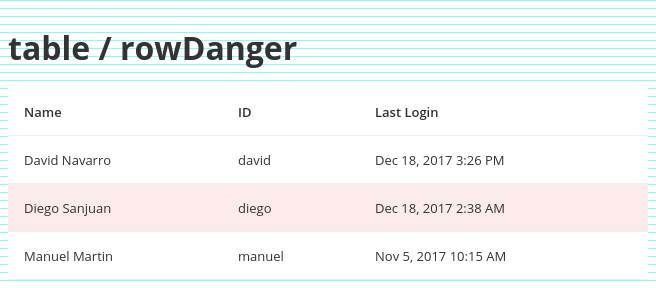 table / rowDanger
Name ID Last Login
David Navarro david Dec 18, 2017 3:26 PM
Diego Sanjuan diego Dec 18, 2017 2:38 AM
Manuel Martin manuel Nov 5, 2017 10:15 AM